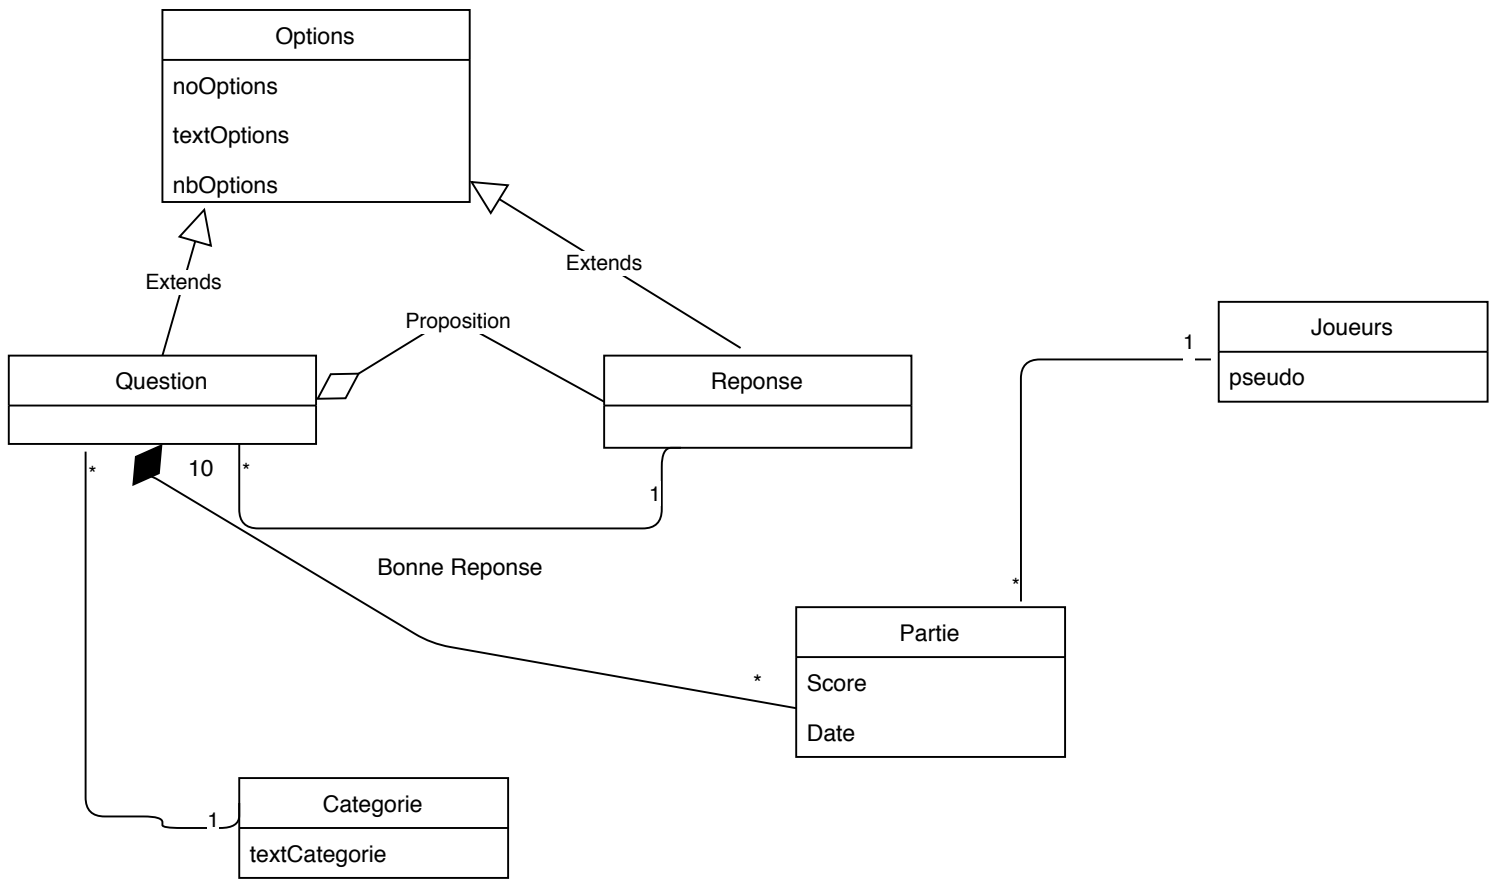 Options
noOptions
textOptions
nbOptions
Extends
Extends
Proposition
Question
Reponse
Joueurs
pseudo
1
*
10
*
1
Bonne Reponse
*
*
Partie
Score
Date
Categorie
textCategorie
1